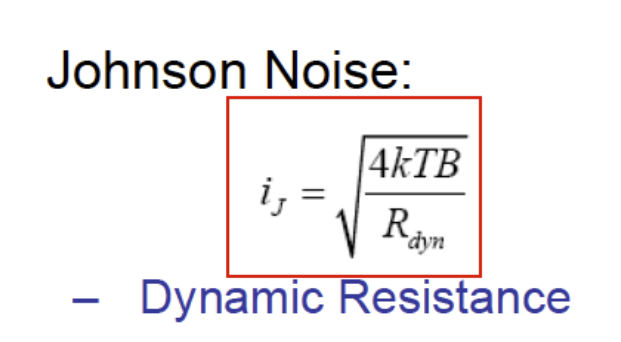 Johnson Noise:
i_J = √(4kTB / R_dyn)
– Dynamic Resistance